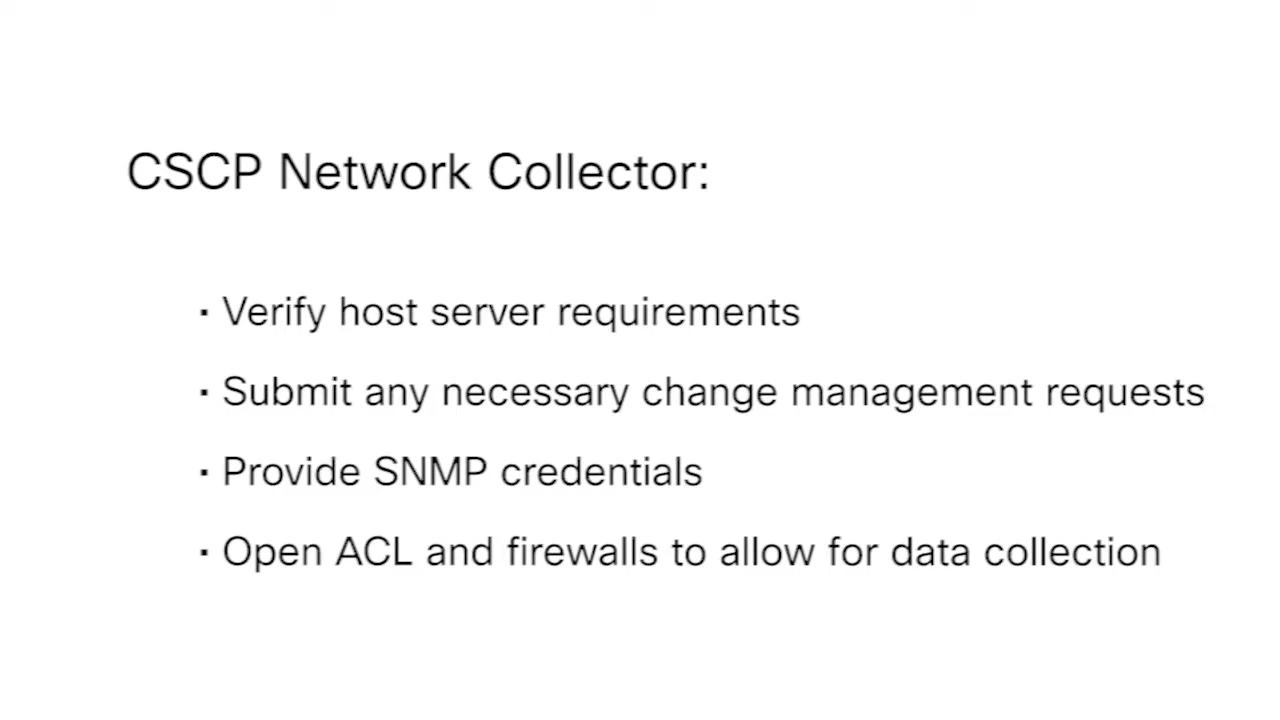 CSCP Network Collector:
· Verify host server requirements
· Submit any necessary change management requests
· Provide SNMP credentials
· Open ACL and firewalls to allow for data collection